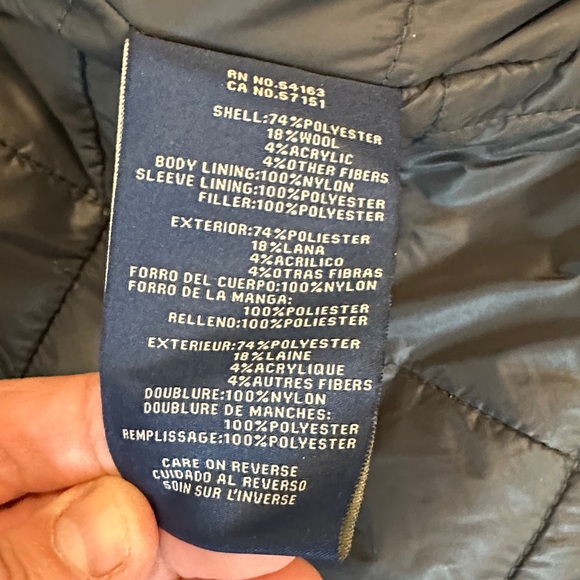 RN NO.54163
CA NO.57151
SHELL:74%POLYESTER
18%WOOL
4%ACRYLIC
4%OTHER FIBERS
BODY LINING:100%NYLON
SLEEVE LINING:100%POLYESTER
FILLER:100%POLYESTER
EXTERIOR:74%POLIESTER
18%LANA
4%ACRILICO
4%OTRAS FIBRAS
FORRO DEL CUERPO:100%NYLON
FORRO DE LA MANGA:
100%POLIESTER
RELLENO:100%POLIESTER
EXTERIEUR:74%POLYESTER
18%LAINE
4%ACRYLIQUE
4%AUTRES FIBERS
DOUBLURE:100%NYLON
DOUBLURE DE MANCHES:
100%POLYESTER
REMPLISSAGE:100%POLYESTER
CARE ON REVERSE
CUIDADO AL REVERSO
SOIN SUR L'INVERSE